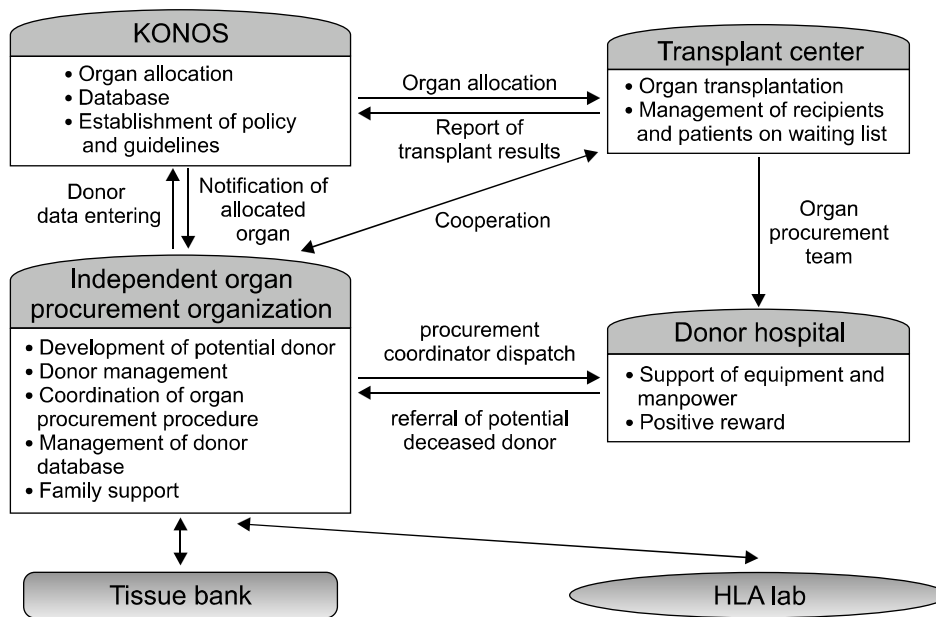 KONOS
• Organ allocation
• Database
• Establishment of policy
and guidelines
Organ allocation
Report of
transplant results
Transplant center
• Organ transplantation
• Management of recipients
and patients on waiting list
Donor
data entering
Notification of
allocated
organ
Cooperation
Organ
procurement
team
Independent organ
procurement organization
• Development of potential donor
• Donor management
• Coordination of organ
procurement procedure
• Management of donor
database
• Family support
procurement
coordinator dispatch
referral of potential
deceased donor
Donor hospital
• Support of equipment and
manpower
• Positive reward
Tissue bank
HLA lab